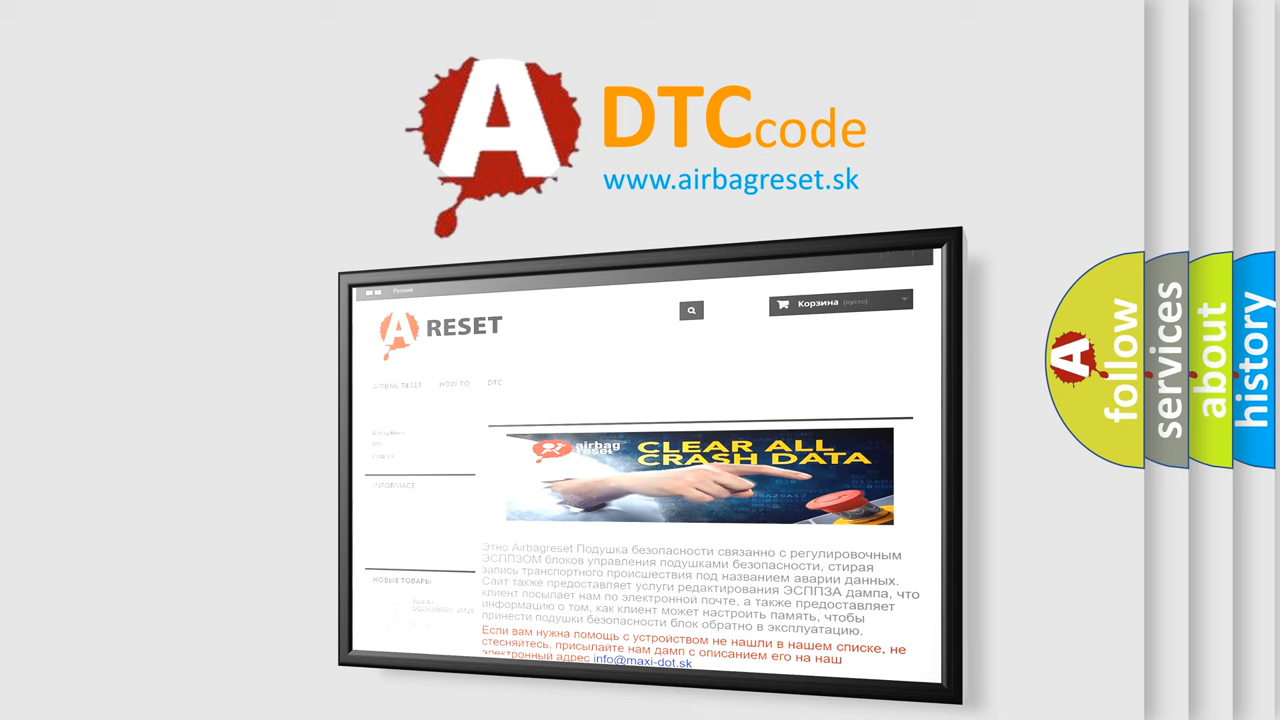 A
DTCcode
www.airbagreset.sk
Русский
A RESET
Корзина (пусто)
AIRBAG RESET HOW TO DTC
INFORMACE
airbag
reset
CLEAR ALL
CRASH DATA
Этно Airbagreset Подушка безопасности связанно с регулировочным
ЭСППЗОМ блоков управления подушками безопасности, стирая
запись транспортного происшествия под названием аварии данных.
Сайт также предоставляет услуги редактирования ЭСППЗА дампа, что
клиент посылает нам по электронной почте, а также предоставляет
информацию о том, как клиент может настроить память, чтобы
принести подушки безопасности блок обратно в эксплуатацию.
Если вам нужна помощь с устройством не нашли в нашем списке, не
стесняйтесь, присылайте нам дамп с описанием его на наш
электронный адрес info@maxi-dot.sk
НОВЫЕ ТОВАРЫ
A
follow
services
about
history